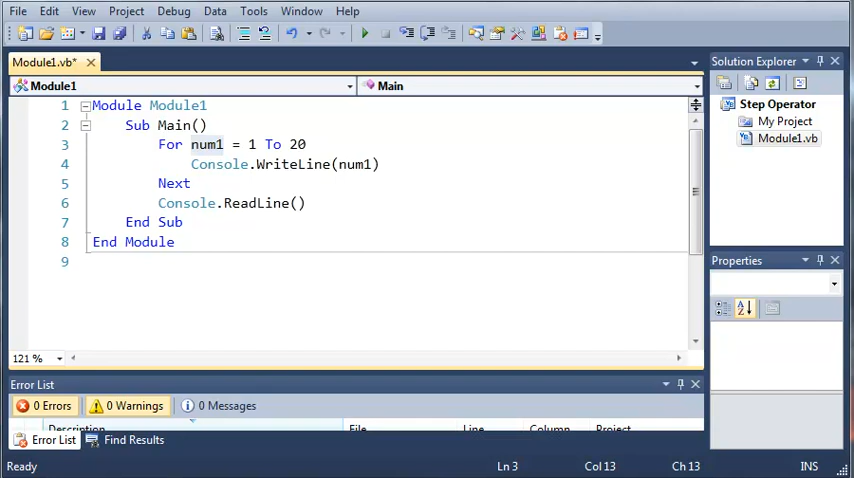 File Edit View Project Debug Data Tools Window Help
Module1.vb*
Solution Explorer
Module1 Main
1 Module Module1
2 Sub Main()
3 For num1 = 1 To 20
4 Console.WriteLine(num1)
5 Next
6 Console.ReadLine()
7 End Sub
8 End Module
9
Step Operator
My Project
Module1.vb
Properties
121 %
Error List
0 Errors 0 Warnings 0 Messages
Description File Line Column Project
Error List Find Results
Ready Ln 3 Col 13 Ch 13 INS